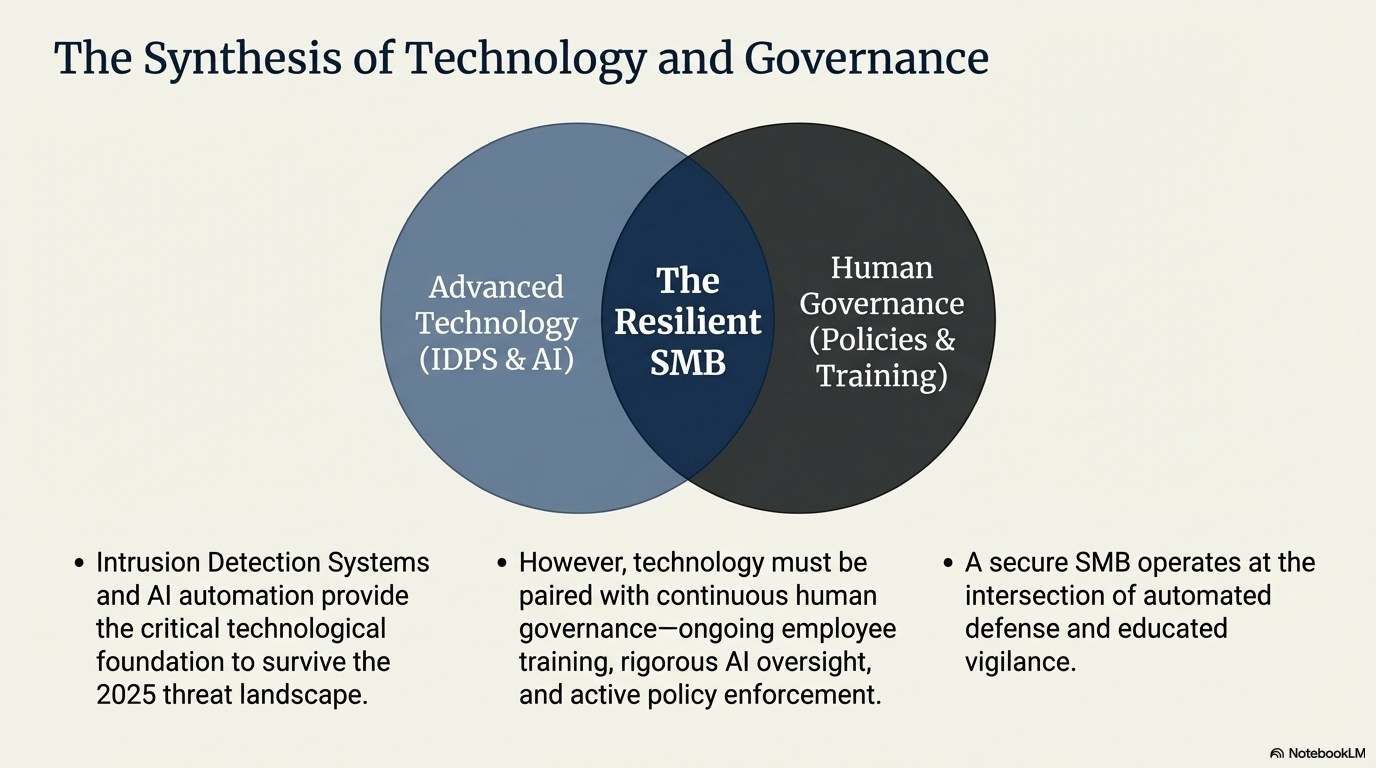 The Synthesis of Technology and Governance
Advanced
Technology
(IDPS & AI)
The
Resilient
SMB
Human
Governance
(Policies &
Training)
• Intrusion Detection Systems
and AI automation provide
the critical technological
foundation to survive the
2025 threat landscape.
• However, technology must be
paired with continuous human
governance—ongoing employee
training, rigorous AI oversight,
and active policy enforcement.
• A secure SMB operates at the
intersection of automated
defense and educated
vigilance.
NotebookLM